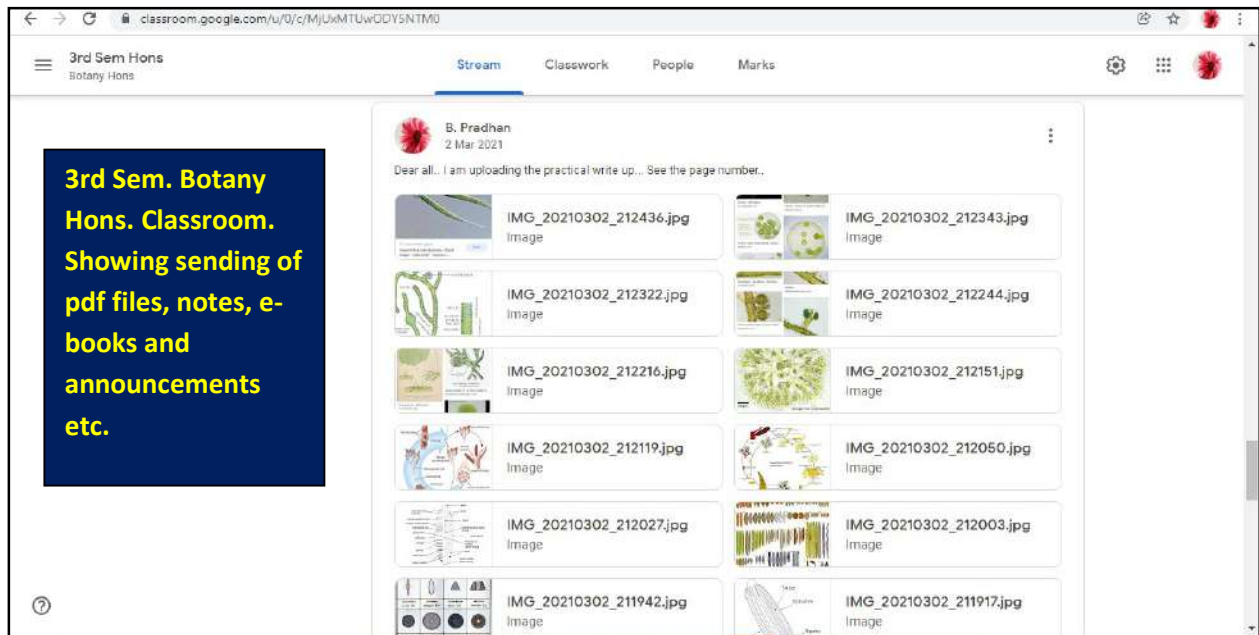 classroom.google.com/u/0/c/MjUxMTUwODY5NTM0
3rd Sem Hons
Botany Hons
Stream
Classwork
People
Marks
3rd Sem. Botany
Hons. Classroom.
Showing sending of
pdf files, notes, e-
books and
announcements
etc.
B. Pradhan
2 Mar 2021
Dear all.. I am uploading the practical write up... See the page number..
IMG_20210302_212436.jpg
Image
IMG_20210302_212343.jpg
Image
IMG_20210302_212322.jpg
Image
IMG_20210302_212244.jpg
Image
IMG_20210302_212216.jpg
Image
IMG_20210302_212151.jpg
Image
IMG_20210302_212119.jpg
Image
IMG_20210302_212050.jpg
Image
IMG_20210302_212027.jpg
Image
IMG_20210302_212003.jpg
Image
IMG_20210302_211942.jpg
Image
IMG_20210302_211917.jpg
Image